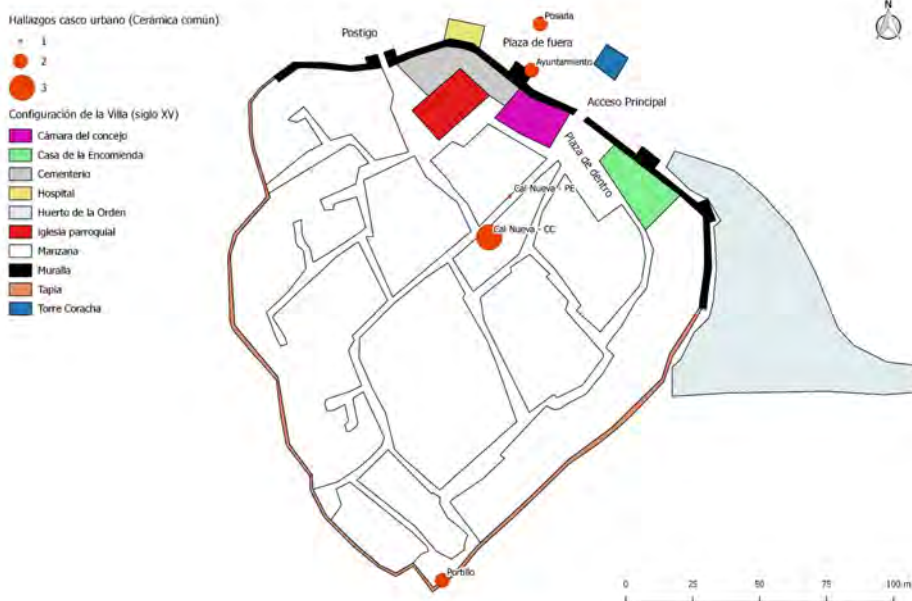 Hallazgos casco urbano (Cerámica común)
1
2
3
Configuración de la Villa (siglo XV)
Cámara del concejo
Casa de la Encomienda
Cementerio
Hospital
Huerto de la Orden
Iglesia parroquial
Manzana
Muralla
Tapia
Torre Coracha
N
Posada
Postigo
Plaza de fuera
Ayuntamiento
Acceso Principal
Plaza de dentro
Cal Nueva - PE
Cal Nueva - CC
Portillo
0 25 50 75 100 m